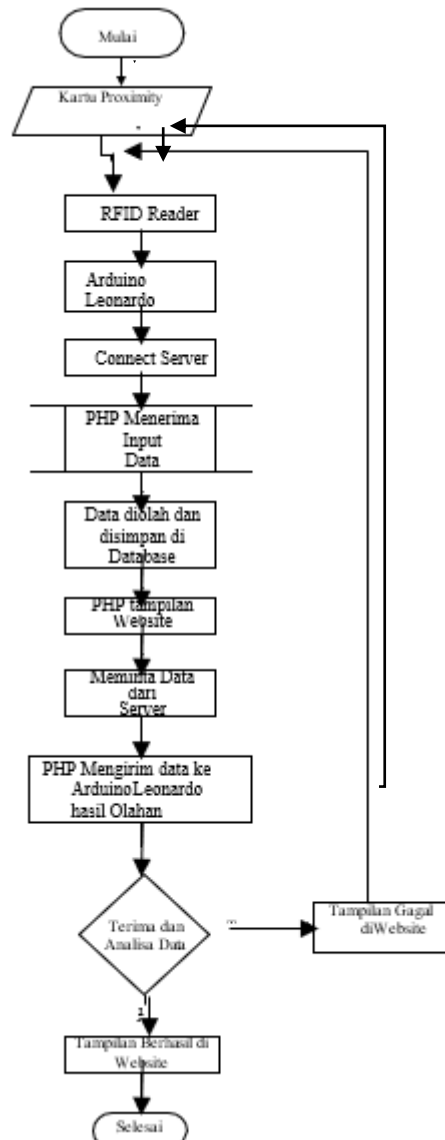 Mulai
Kartu Proximity
RFID Reader
Arduino
Leonardo
Connect Server
PHP Menerima
Input
Data
Data diolah dan
disimpan di
Database
PHP tampilan
Website
Meminta Data
dari
Server
PHP Mengirim data ke
ArduinoLeonardo
hasil Olahan
Terima dan
Analisa Data
Tampilan Gagal
diWebsite
Tampilan Berhasil di
Website
Selesai